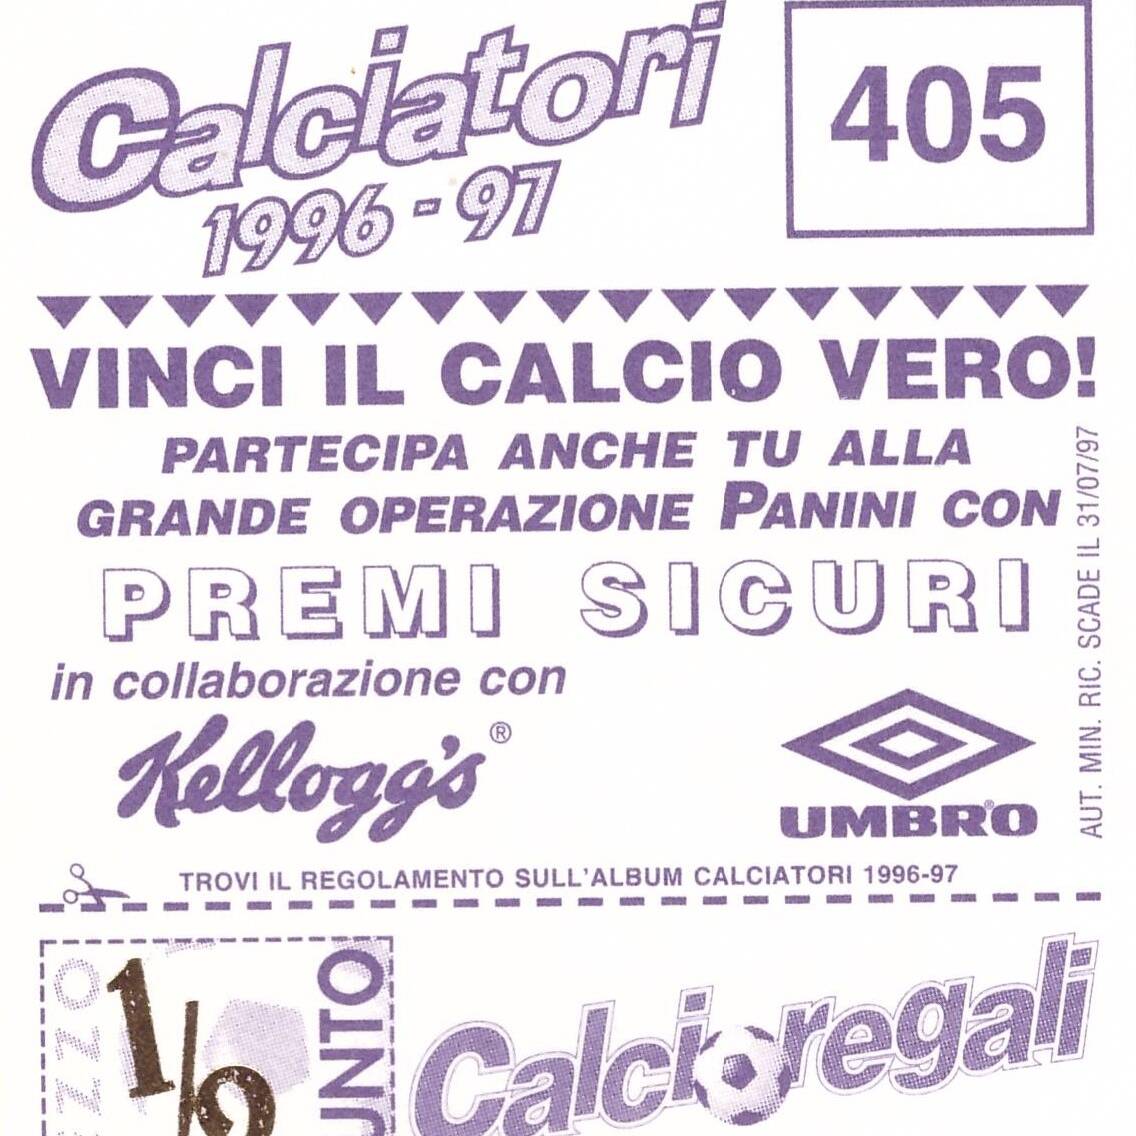 Calciatori
1996 - 97
405
VINCI IL CALCIO VERO!
PARTECIPA ANCHE TU ALLA
GRANDE OPERAZIONE PANINI CON
PREMI SICURI
in collaborazione con
Kellogg's®
UMBRO®
AUT. MIN. RIC. SCADE IL 31/07/97
TROVI IL REGOLAMENTO SULL'ALBUM CALCIATORI 1996-97
1/2
Calcioregali